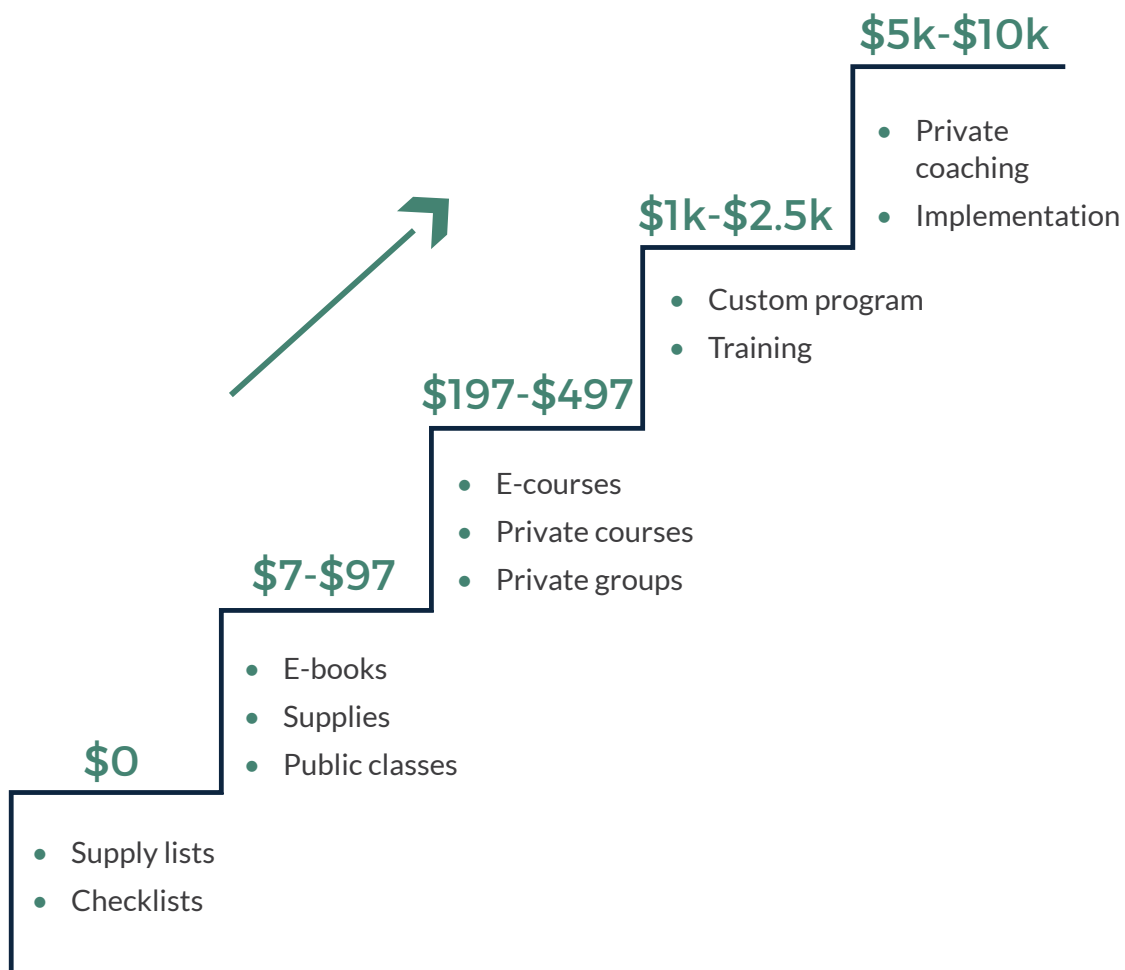 $5k-$10k
• Private
coaching
• Implementation
$1k-$2.5k
• Custom program
• Training
$197-$497
• E-courses
• Private courses
• Private groups
$7-$97
• E-books
• Supplies
• Public classes
$0
• Supply lists
• Checklists